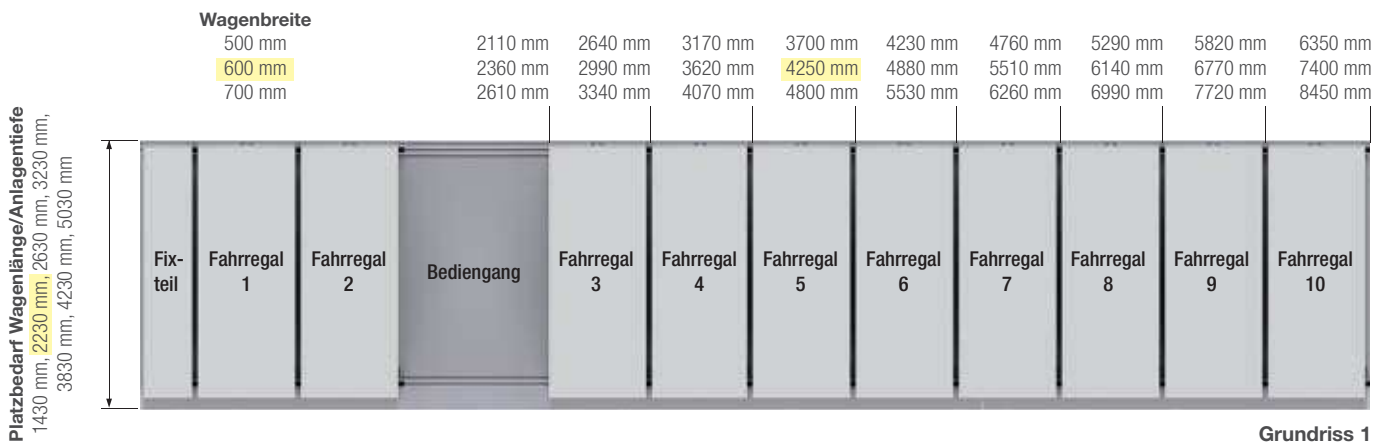 Wagenbreite
500 mm 2110 mm 2640 mm 3170 mm 3700 mm 4230 mm 4760 mm 5290 mm 5820 mm 6350 mm
600 mm 2360 mm 2990 mm 3620 mm 4250 mm 4880 mm 5510 mm 6140 mm 6770 mm 7400 mm
700 mm 2610 mm 3340 mm 4070 mm 4800 mm 5530 mm 6260 mm 6990 mm 7720 mm 8450 mm
Platzbedarf Wagenlänge/Anlagentiefe
1430 mm, 2230 mm, 2630 mm, 3230 mm,
3830 mm, 4230 mm, 5030 mm
Fix-
teil
Fahrregal
1
Fahrregal
2
Bediengang
Fahrregal
3
Fahrregal
4
Fahrregal
5
Fahrregal
6
Fahrregal
7
Fahrregal
8
Fahrregal
9
Fahrregal
10
Grundriss 1